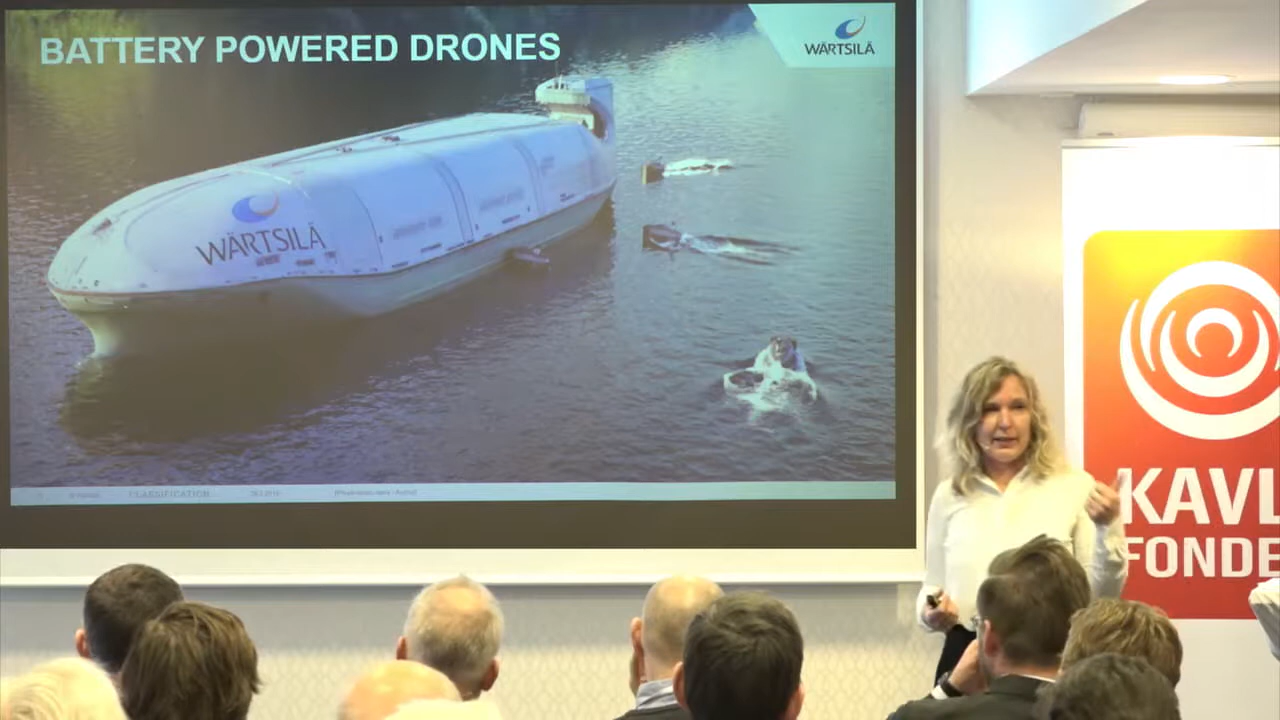 BATTERY POWERED DRONES
WÄRTSILÄ
WÄRTSILÄ
KAVL
FONDE